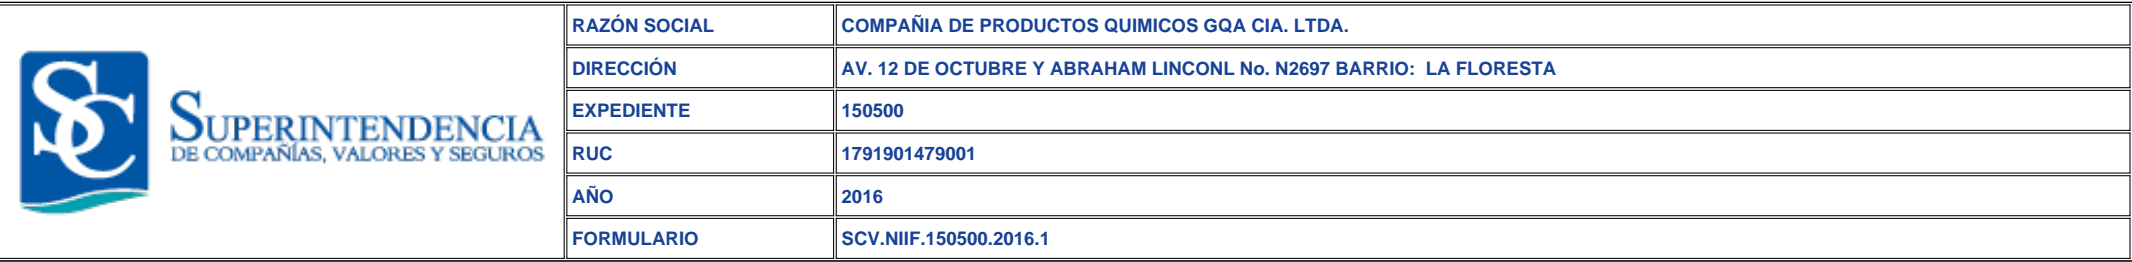 SC
SUPERINTENDENCIA
DE COMPAÑÍAS, VALORES Y SEGUROS
RAZÓN SOCIAL COMPAÑIA DE PRODUCTOS QUIMICOS GQA CIA. LTDA.
DIRECCIÓN AV. 12 DE OCTUBRE Y ABRAHAM LINCONL No. N2697 BARRIO: LA FLORESTA
EXPEDIENTE 150500
RUC 1791901479001
AÑO 2016
FORMULARIO SCV.NIIF.150500.2016.1